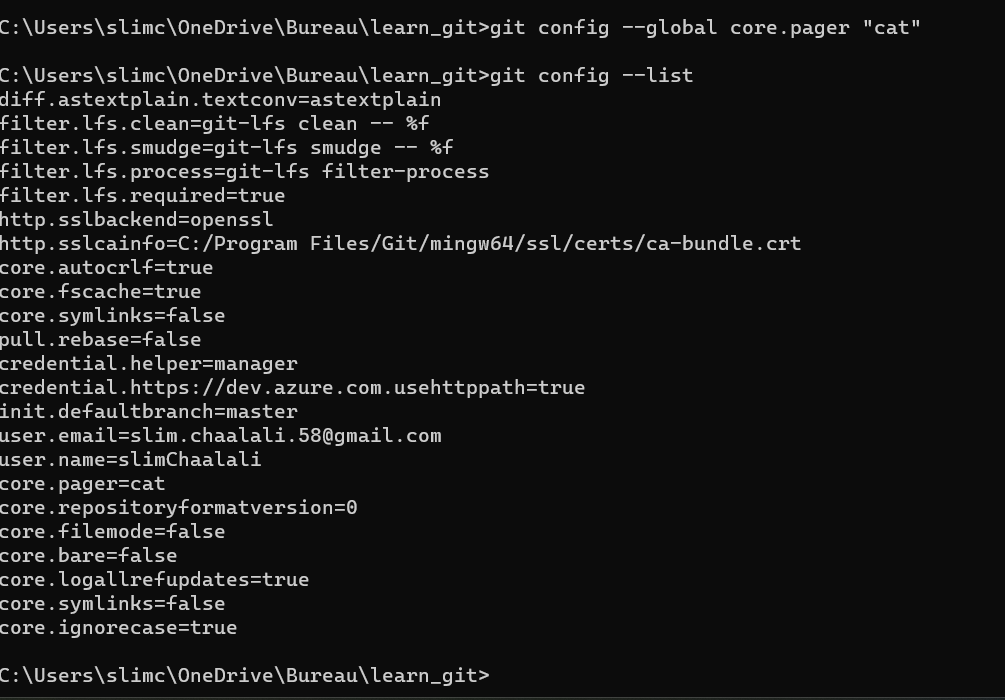 C:\Users\slimc\OneDrive\Bureau\learn_git>git config --global core.pager "cat"
C:\Users\slimc\OneDrive\Bureau\learn_git>git config --list
diff.astextplain.textconv=astextplain
filter.lfs.clean=git-lfs clean -- %f
filter.lfs.smudge=git-lfs smudge -- %f
filter.lfs.process=git-lfs filter-process
filter.lfs.required=true
http.sslbackend=openssl
http.sslcainfo=C:/Program Files/Git/mingw64/ssl/certs/ca-bundle.crt
core.autocrlf=true
core.fscache=true
core.symlinks=false
pull.rebase=false
credential.helper=manager
credential.https://dev.azure.com.usehttppath=true
init.defaultbranch=master
user.email=slim.chaalali.58@gmail.com
user.name=slimChaalali
core.pager=cat
core.repositoryformatversion=0
core.filemode=false
core.bare=false
core.logallrefupdates=true
core.symlinks=false
core.ignorecase=true
C:\Users\slimc\OneDrive\Bureau\learn_git>